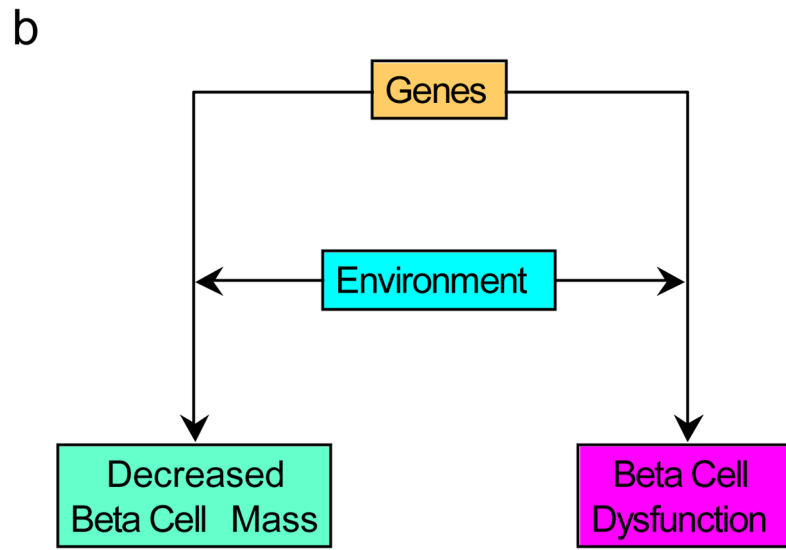 b
Genes
Environment
Decreased
Beta Cell Mass
Beta Cell
Dysfunction